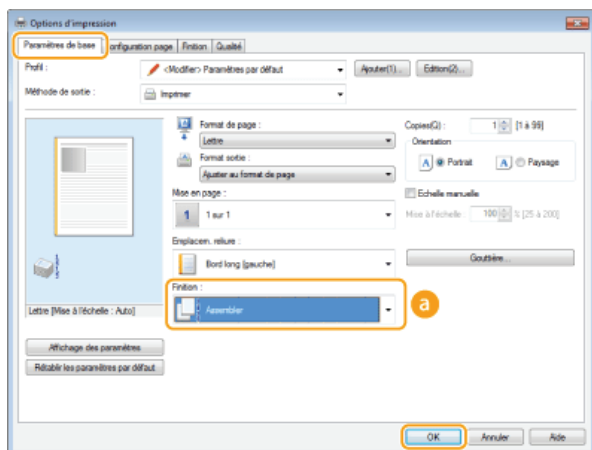 Options d'impression
Paramètres de base onfiguration page Finition Qualité
Profil : <Modifier> Paramètres par défaut Ajouter(1)... Edition(2)...
Méthode de sortie : Imprimer
Format de page : Copies(Q) : 1 [1 à 99]
Lettre Orientation
Format sortie : A Portrait A Paysage
Ajuster au format de page
Mise en page : Echelle manuelle
1 1 sur 1 Mise à l'échelle : 100 % [25 à 200]
Emplacem. reliure :
Bord long [gauche] Gouttière...
Finition :
Assembler a
Lettre [Mise à l'échelle : Auto]
Affichage des paramètres
Rétablir les paramètres par défaut
OK Annuler Aide